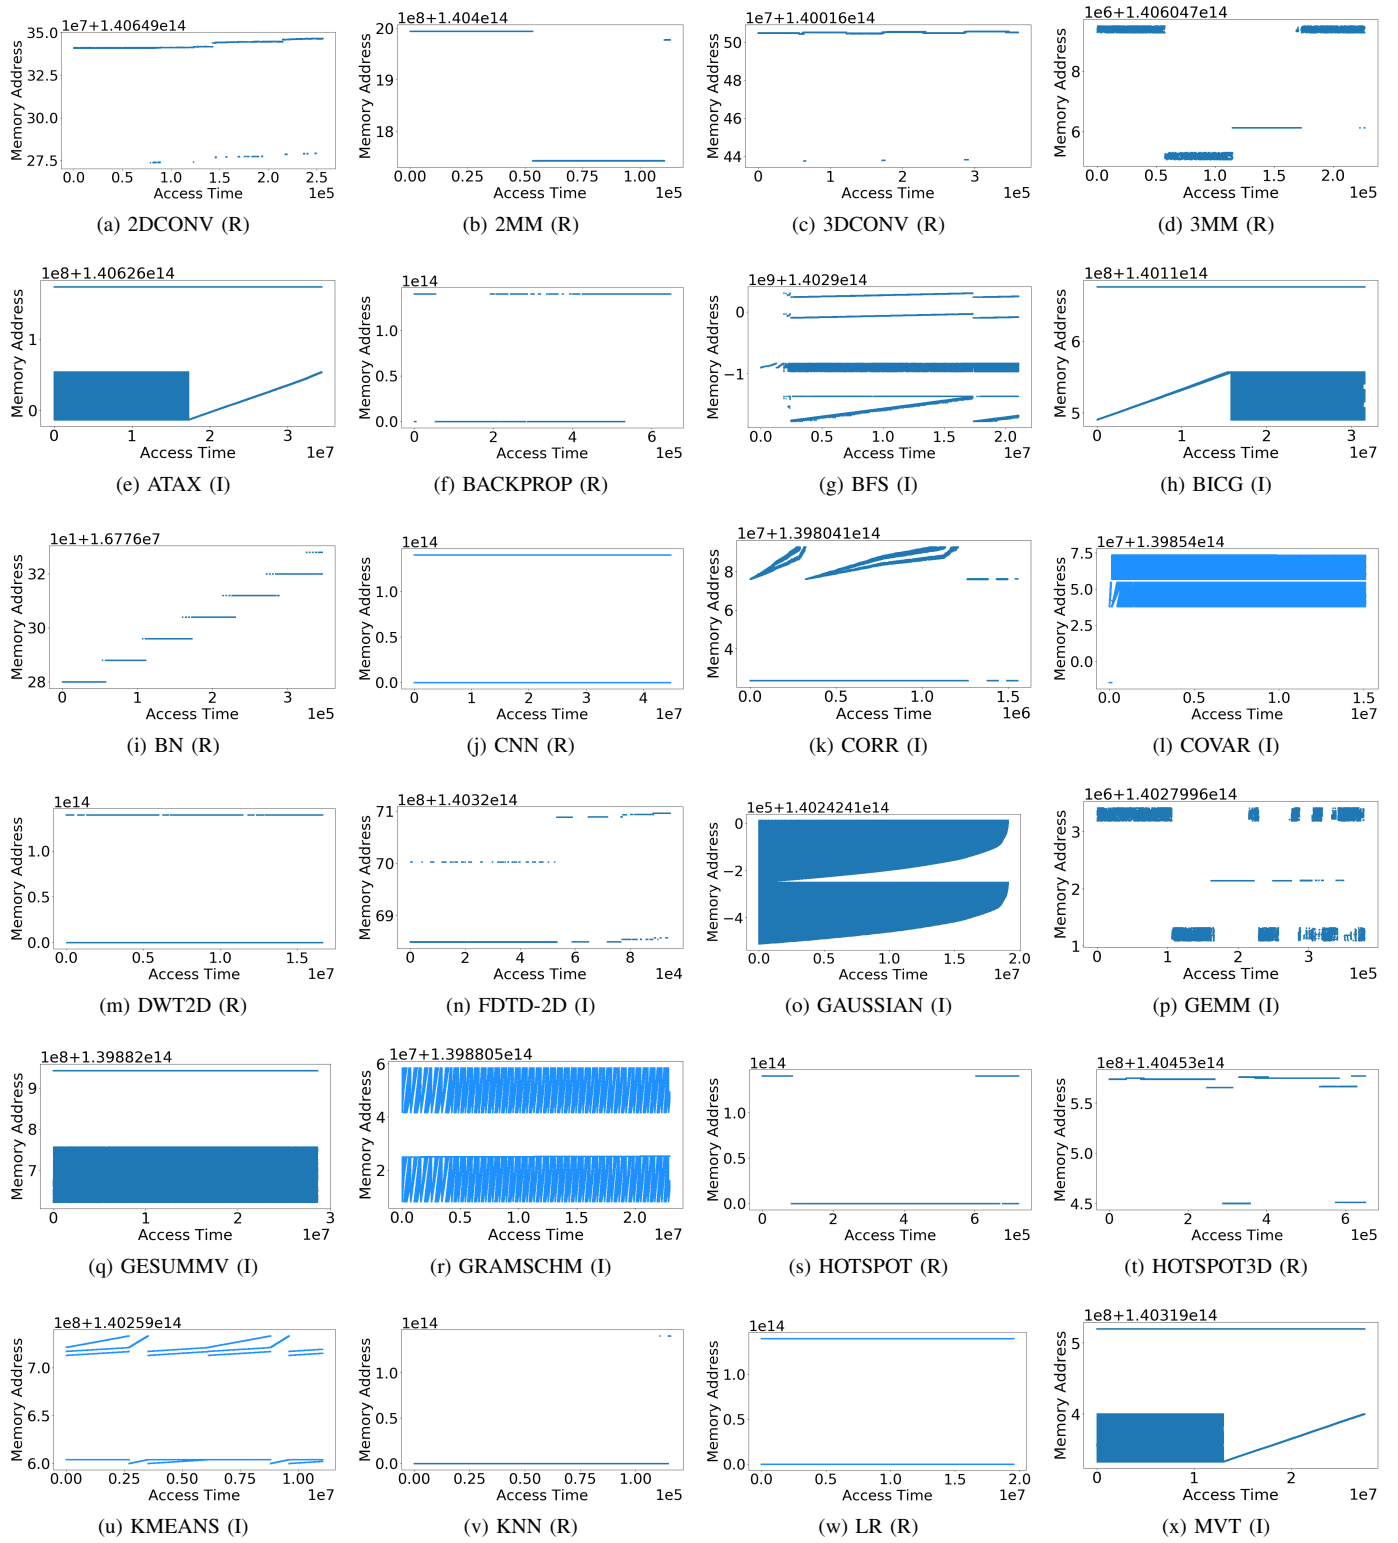 1e7+1.40649e14
35.0
32.5
30.0
27.5
Memory Address
0.0 0.5 1.0 1.5 2.0 2.5
Access Time
1e5
(a) 2DCONV (R)
1e8+1.404e14
20
19
18
Memory Address
0.00 0.25 0.50 0.75 1.00
Access Time
1e5
(b) 2MM (R)
1e7+1.40016e14
50
48
46
44
Memory Address
0 1 2 3
Access Time
1e5
(c) 3DCONV (R)
1e6+1.406047e14
8
6
Memory Address
0.0 0.5 1.0 1.5 2.0
Access Time
1e5
(d) 3MM (R)
1e8+1.40626e14
1
0
Memory Address
0 1 2 3
Access Time
1e7
(e) ATAX (I)
1e14
1.0
0.5
0.0
Memory Address
0 2 4 6
Access Time
1e5
(f) BACKPROP (R)
1e9+1.4029e14
0
−1
Memory Address
0.0 0.5 1.0 1.5 2.0
Access Time
1e7
(g) BFS (I)
1e8+1.4011e14
6
5
Memory Address
0 1 2 3
Access Time
1e7
(h) BICG (I)
1e1+1.6776e7
32
30
28
Memory Address
0 1 2 3
Access Time
1e5
(i) BN (R)
1e14
1.0
0.5
0.0
Memory Address
0 1 2 3 4
Access Time
1e7
(j) CNN (R)
1e7+1.398041e14
8
6
4
Memory Address
0.0 0.5 1.0 1.5
Access Time
1e6
(k) CORR (I)
1e7+1.39854e14
7.5
5.0
2.5
0.0
Memory Address
0.0 0.5 1.0 1.5
Access Time
1e7
(l) COVAR (I)
1e14
1.0
0.5
0.0
Memory Address
0.0 0.5 1.0 1.5
Access Time
1e7
(m) DWT2D (R)
1e8+1.4032e14
71
70
69
Memory Address
0 2 4 6 8
Access Time
1e4
(n) FDTD-2D (I)
1e5+1.4024241e14
0
−2
−4
Memory Address
0.0 0.5 1.0 1.5 2.0
Access Time
1e7
(o) GAUSSIAN (I)
1e6+1.4027996e14
3
2
1
Memory Address
0 1 2 3
Access Time
1e5
(p) GEMM (I)
1e8+1.39882e14
9
8
7
Memory Address
0 1 2 3
Access Time
1e7
(q) GESUMMV (I)
1e7+1.398805e14
6
4
2
Memory Address
0.0 0.5 1.0 1.5 2.0
Access Time
1e7
(r) GRAMSCHM (I)
1e14
1.0
0.5
0.0
Memory Address
0 2 4 6
Access Time
1e5
(s) HOTSPOT (R)
1e8+1.40453e14
5.5
5.0
4.5
Memory Address
0 2 4 6
Access Time
1e5
(t) HOTSPOT3D (R)
1e8+1.40259e14
7.0
6.5
6.0
Memory Address
0.00 0.25 0.50 0.75 1.00
Access Time
1e7
(u) KMEANS (I)
1e14
1.0
0.5
0.0
Memory Address
0.00 0.25 0.50 0.75 1.00
Access Time
1e5
(v) KNN (R)
1e14
1.0
0.5
0.0
Memory Address
0.0 0.5 1.0 1.5 2.0
Access Time
1e7
(w) LR (R)
1e8+1.40319e14
5
4
Memory Address
0 1 2
Access Time
1e7
(x) MVT (I)